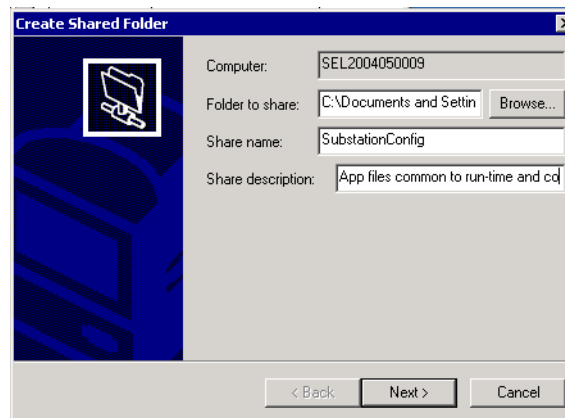 Create Shared Folder
Computer: SEL2004050009
Folder to share: C:\Documents and Settin Browse...
Share name: SubstationConfig
Share description: App files common to run-time and co
< Back Next > Cancel